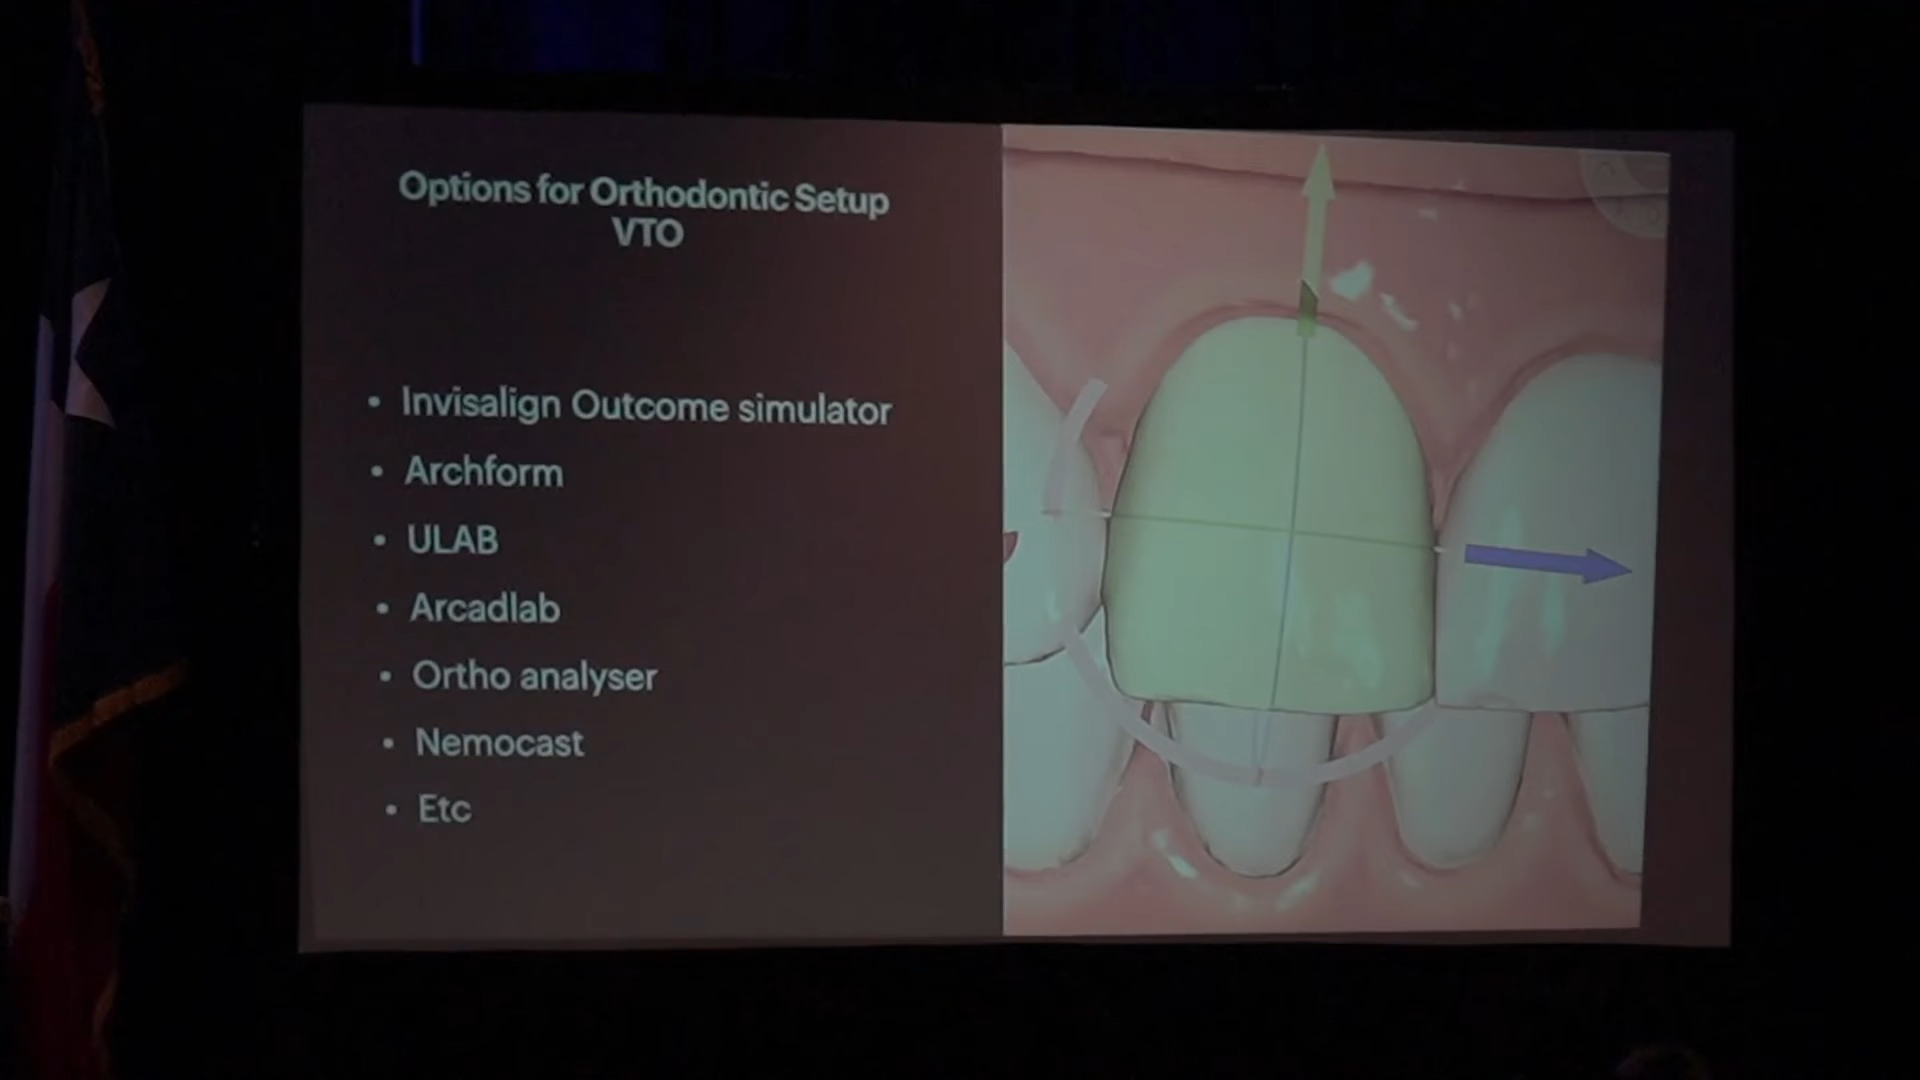 Options for Orthodontic Setup
VTO
• Invisalign Outcome simulator
• Archform
• ULAB
• Arcadlab
• Ortho analyser
• Nemocast
• Etc